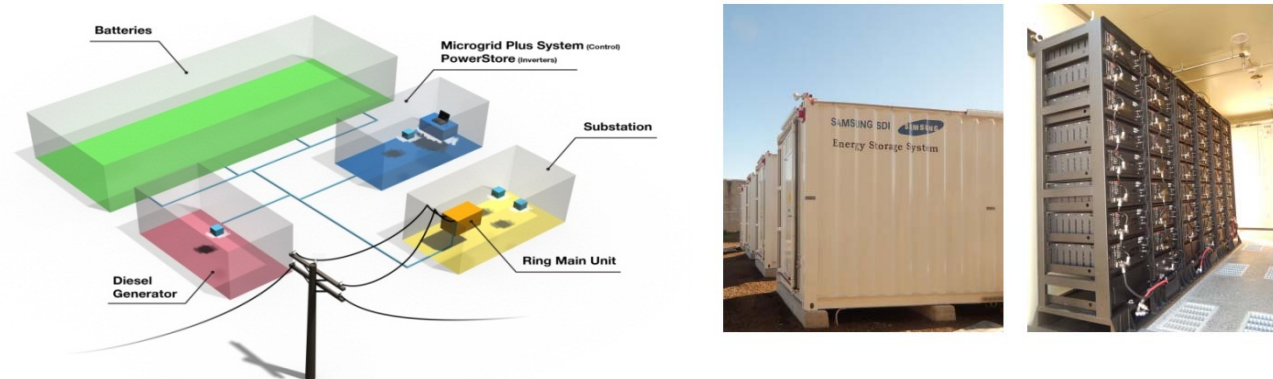 Batteries
Microgrid Plus System (Control)
PowerStore (Inverters)
Substation
Ring Main Unit
Diesel
Generator
SAMSUNG SDI SAMSUNG
Energy Storage System